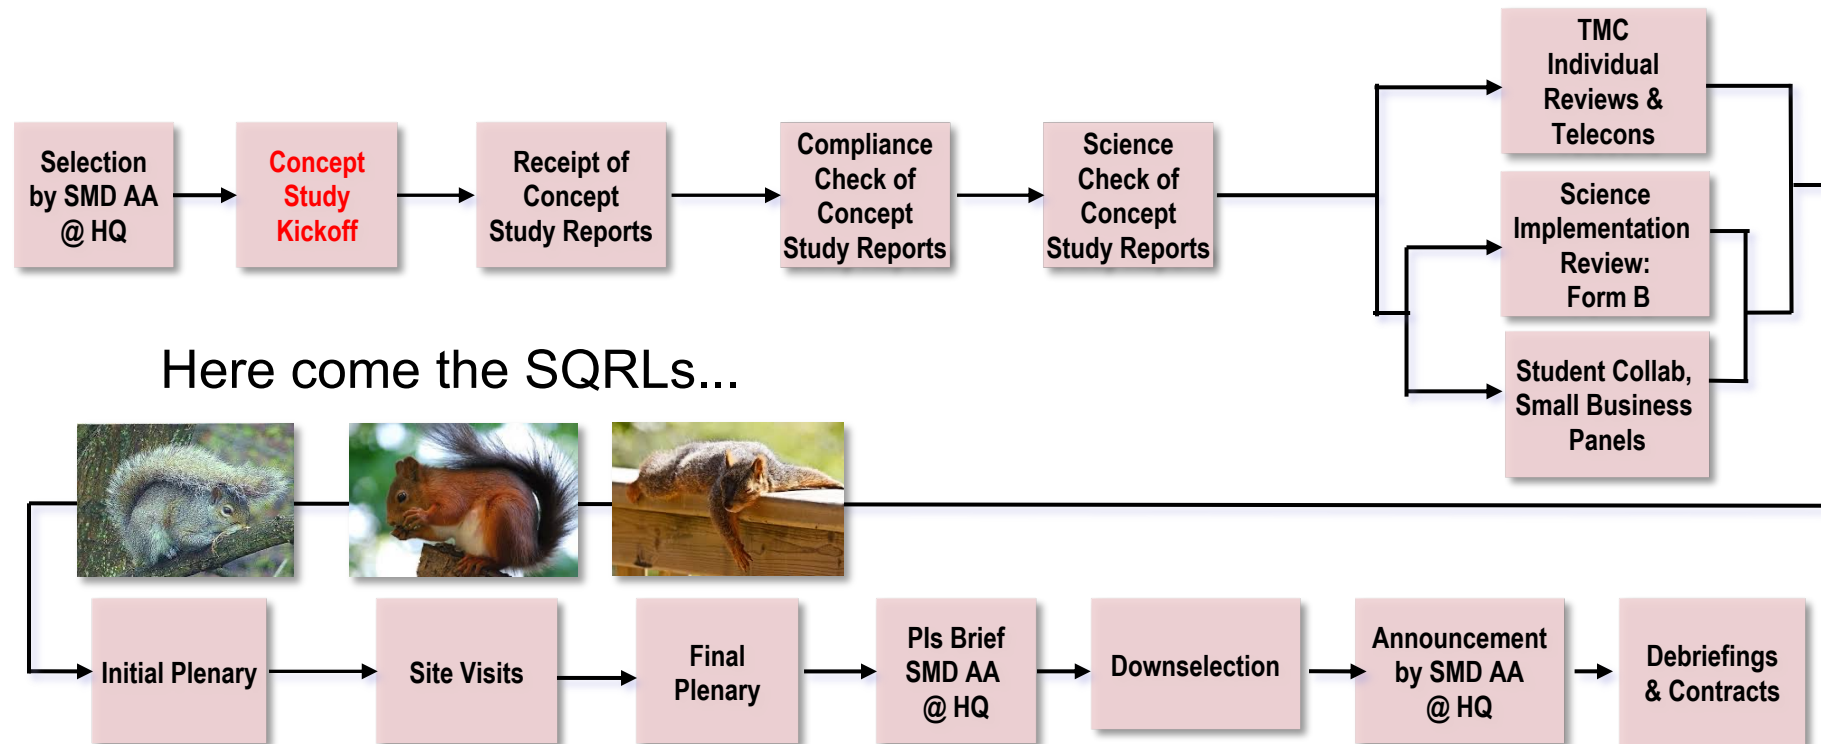 Selection
by SMD AA
@ HQ
Concept
Study
Kickoff
Receipt of
Concept
Study Reports
Compliance
Check of
Concept
Study Reports
Science
Check of
Concept
Study Reports
TMC
Individual
Reviews &
Telecons
Science
Implementation
Review:
Form B
Student Collab,
Small Business
Panels
Here come the SQRLs...
Initial Plenary
Site Visits
Final
Plenary
PIs Brief
SMD AA
@ HQ
Downselection
Announcement
by SMD AA
@ HQ
Debriefings
& Contracts